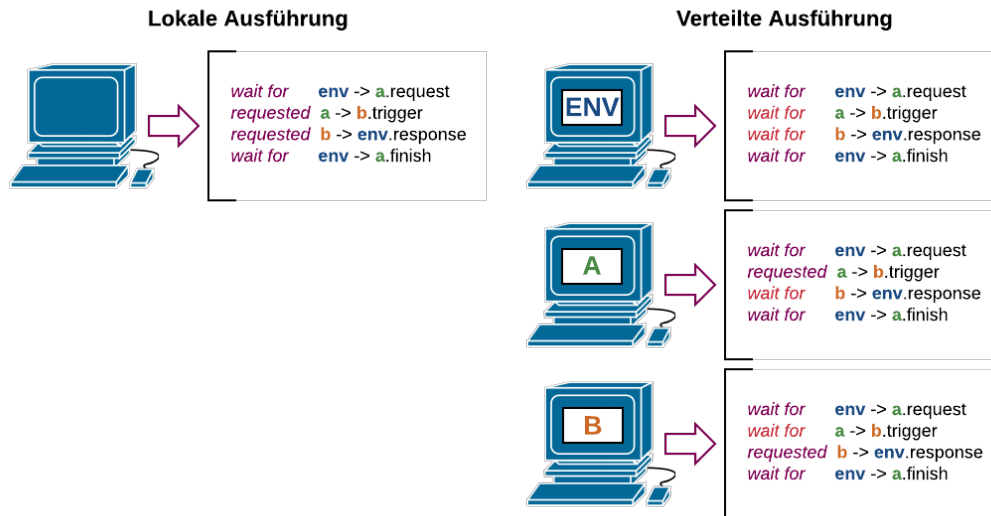 Lokale Ausführung
wait for env -> a.request
requested a -> b.trigger
requested b -> env.response
wait for env -> a.finish
Verteilte Ausführung
ENV
wait for env -> a.request
wait for a -> b.trigger
wait for b -> env.response
wait for env -> a.finish
A
wait for env -> a.request
requested a -> b.trigger
wait for b -> env.response
wait for env -> a.finish
B
wait for env -> a.request
wait for a -> b.trigger
requested b -> env.response
wait for env -> a.finish